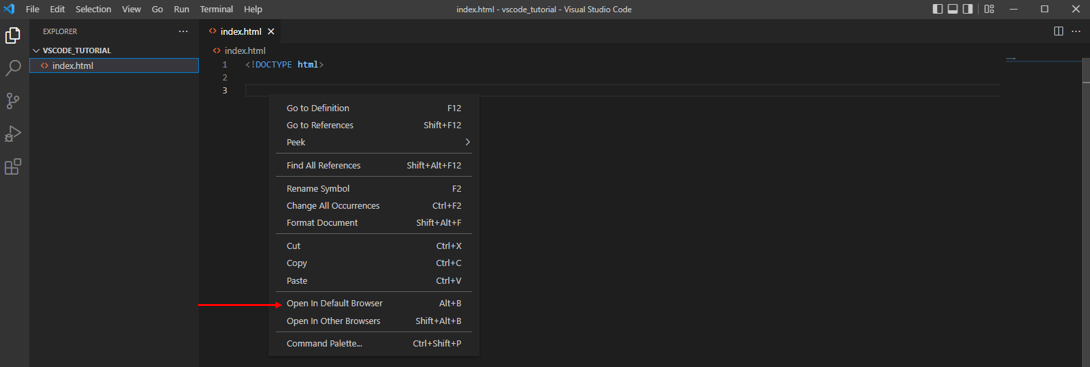 File Edit Selection View Go Run Terminal Help
index.html - vscode_tutorial - Visual Studio Code
EXPLORER
VSCODE_TUTORIAL
<> index.html
<> index.html
<> index.html
1 <!DOCTYPE html>
2
3
Go to Definition F12
Go to References Shift+F12
Peek
Find All References Shift+Alt+F12
Rename Symbol F2
Change All Occurrences Ctrl+F2
Format Document Shift+Alt+F
Cut Ctrl+X
Copy Ctrl+C
Paste Ctrl+V
Open In Default Browser Alt+B
Open In Other Browsers Shift+Alt+B
Command Palette... Ctrl+Shift+P